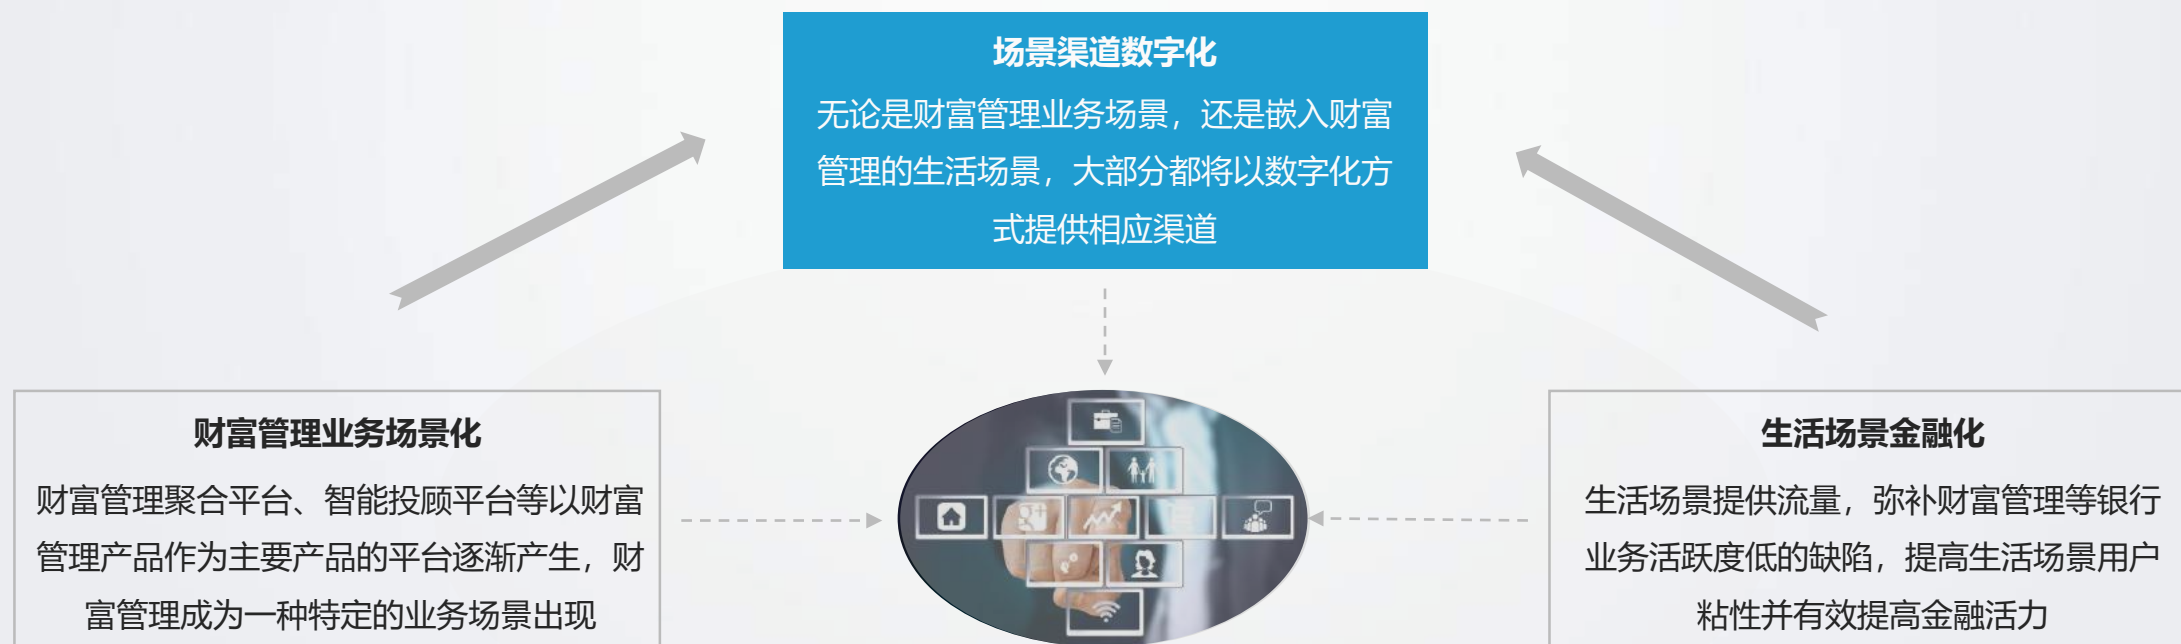 场景渠道数字化
无论是财富管理业务场景，还是嵌入财富
管理的生活场景，大部分都将以数字化方
式提供相应渠道
财富管理业务场景化
财富管理聚合平台、智能投顾平台等以财富
管理产品作为主要产品的平台逐渐产生，财
富管理成为一种特定的业务场景出现
生活场景金融化
生活场景提供流量，弥补财富管理等银行
业务活跃度低的缺陷，提高生活场景用户
粘性并有效提高金融活力